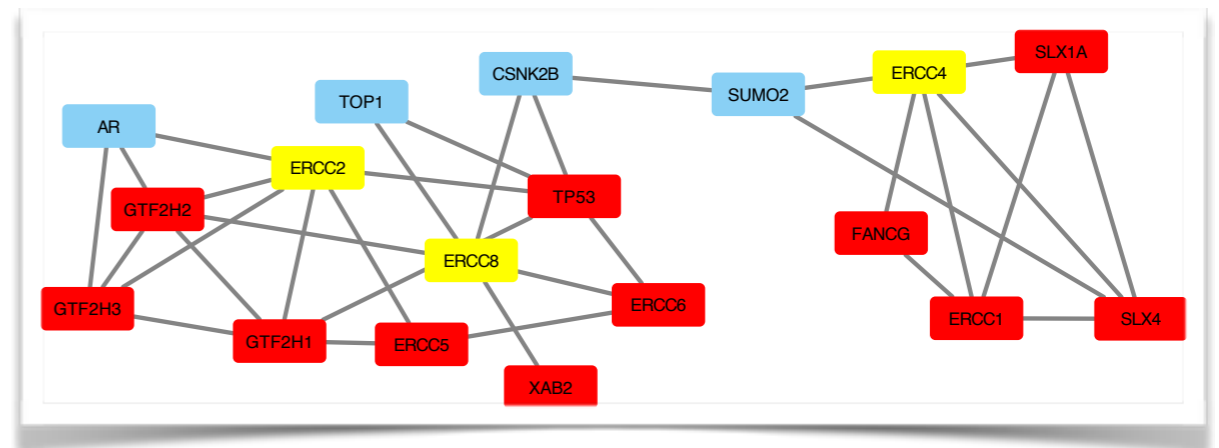 SLX1A
CSNK2B
ERCC4
TOP1
SUMO2
AR
ERCC2
TP53
GTF2H2
FANCG
ERCC8
GTF2H3
ERCC6
ERCC1
SLX4
GTF2H1
ERCC5
XAB2